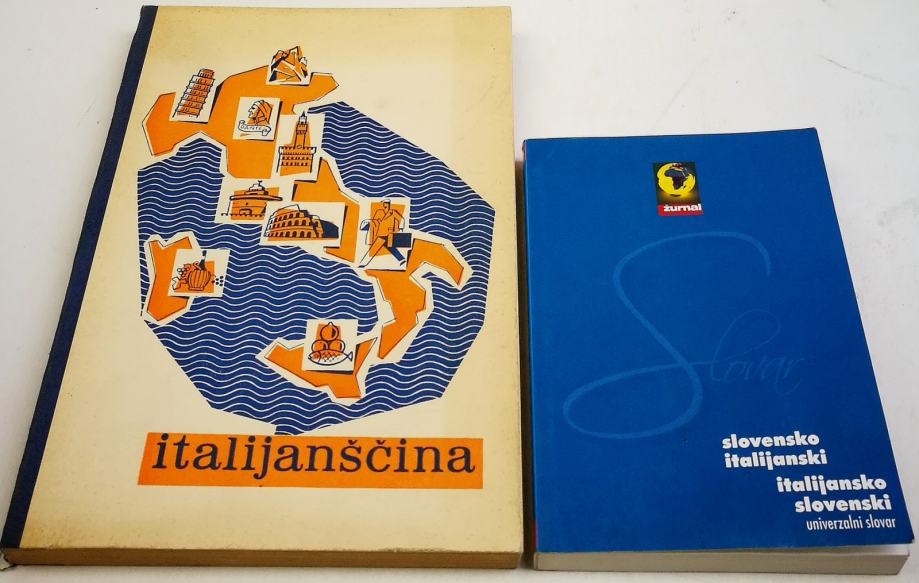 DANTE
italijanščina
žurnal
Slovar
slovensko
italijanski
italijansko
slovenski
univerzalni slovar